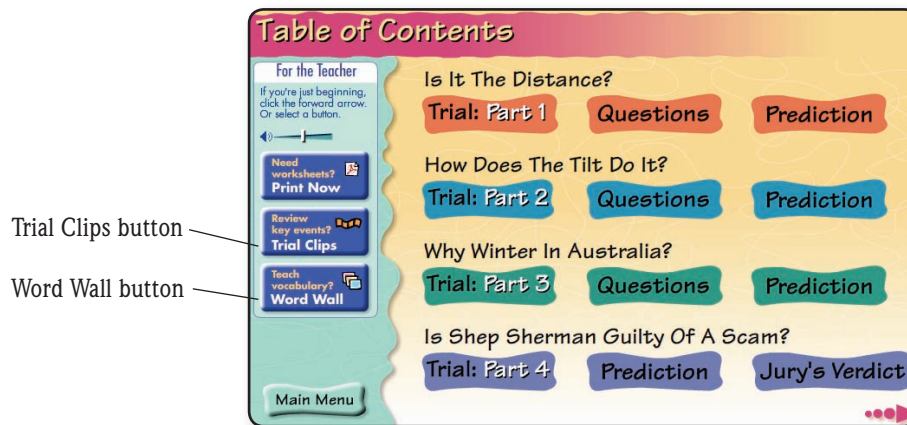 Table of Contents
For the Teacher
If you're just beginning,
click the forward arrow.
Or select a button.
Need
worksheets?
Print Now
Review
key events?
Trial Clips
Teach
vocabulary?
Word Wall
Main Menu
Trial Clips button
Word Wall button
Is It The Distance?
Trial: Part 1 Questions Prediction
How Does The Tilt Do It?
Trial: Part 2 Questions Prediction
Why Winter In Australia?
Trial: Part 3 Questions Prediction
Is Shep Sherman Guilty Of A Scam?
Trial: Part 4 Prediction Jury's Verdict